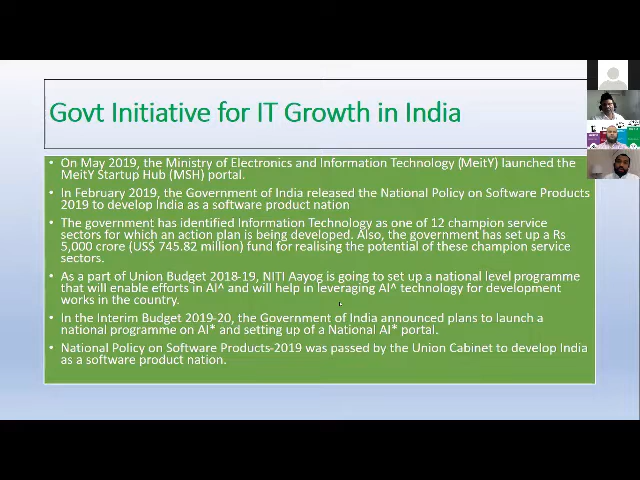 Govt Initiative for IT Growth in India
• On May 2019, the Ministry of Electronics and Information Technology (MeitY) launched the
MeitY Startup Hub (MSH) portal.
• In February 2019, the Government of India released the National Policy on Software Products
2019 to develop India as a software product nation
• The government has identified Information Technology as one of 12 champion service
sectors for which an action plan is being developed. Also, the government has set up a Rs
5,000 crore (US$ 745.82 million) fund for realising the potential of these champion service
sectors.
• As a part of Union Budget 2018-19, NITI Aayog is going to set up a national level programme
that will enable efforts in AI^ and will help in leveraging AI^ technology for development
works in the country.
• In the Interim Budget 2019-20, the Government of India announced plans to launch a
national programme on AI* and setting up of a National AI* portal.
• National Policy on Software Products-2019 was passed by the Union Cabinet to develop India
as a software product nation.